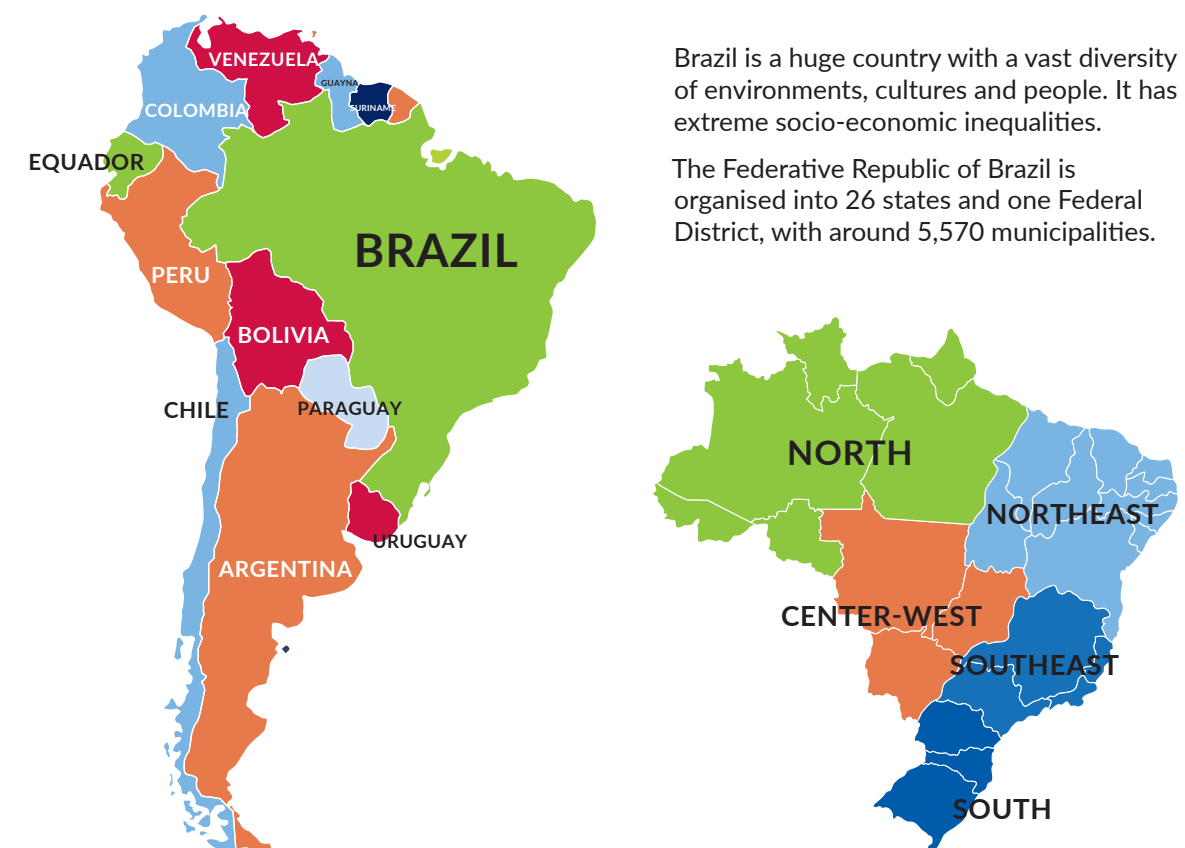 VENEZUELA
GUAYNA
COLOMBIA
SURINAME
EQUADOR
BRAZIL
PERU
BOLIVIA
CHILE
PARAGUAY
URUGUAY
ARGENTINA
Brazil is a huge country with a vast diversity
of environments, cultures and people. It has
extreme socio-economic inequalities.
The Federative Republic of Brazil is
organised into 26 states and one Federal
District, with around 5,570 municipalities.
NORTH
NORTHEAST
CENTER-WEST
SOUTHEAST
SOUTH